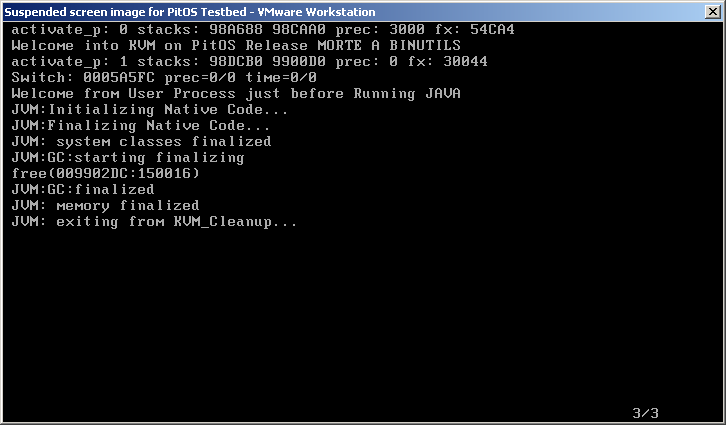 Suspended screen image for PitOS Testbed - VMware Workstation
activate_p: 0 stacks: 98A688 98CAA0 prec: 3000 fx: 54CA4
Welcome into KVM on PitOS Release MORTE A BINUTILS
activate_p: 1 stacks: 98DCB0 9900D0 prec: 0 fx: 30044
Switch: 0005A5FC prec=0/0 time=0/0
Welcome from User Process just before Running JAVA
JVM:Initializing Native Code...
JVM:Finalizing Native Code...
JVM: system classes finalized
JVM:GC:starting finalizing
free(009902DC:150016)
JVM:GC:finalized
JVM: memory finalized
JVM: exiting from KVM_Cleanup...
3/3